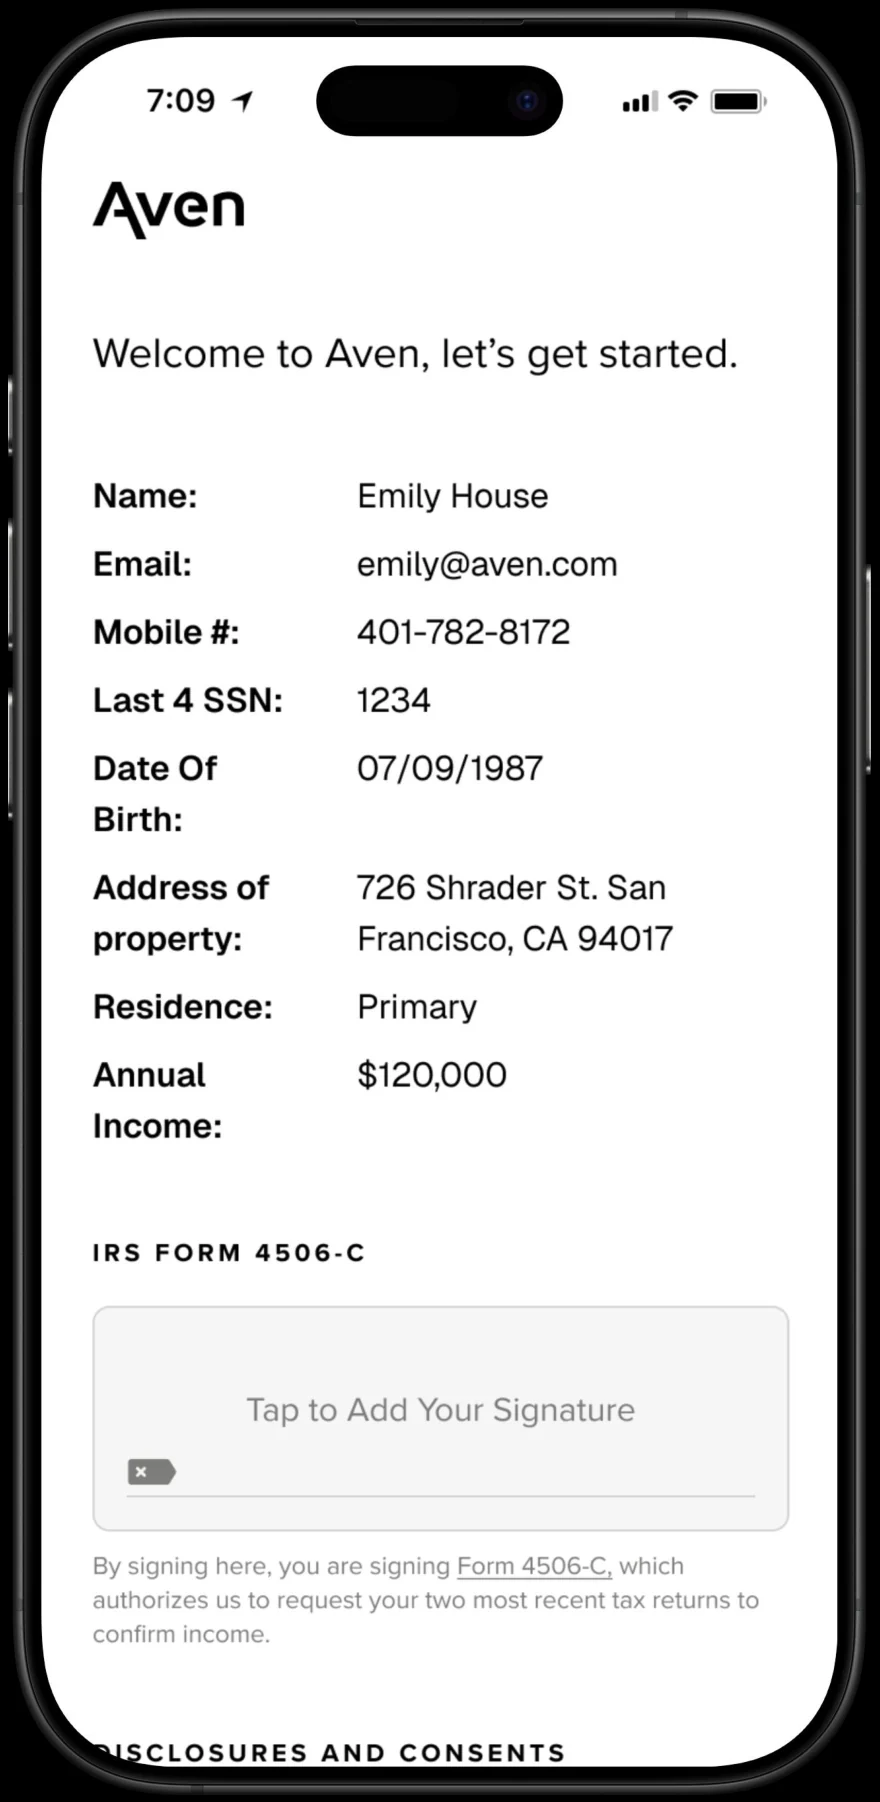 7:09
Aven
Welcome to Aven, let's get started.
Name: Emily House
Email: emily@aven.com
Mobile #: 401-782-8172
Last 4 SSN: 1234
Date Of 07/09/1987
Birth:
Address of 726 Shrader St. San
property: Francisco, CA 94017
Residence: Primary
Annual $120,000
Income:
IRS FORM 4506-C
Tap to Add Your Signature
By signing here, you are signing Form 4506-C, which
authorizes us to request your two most recent tax returns to
confirm income.
DISCLOSURES AND CONSENTS